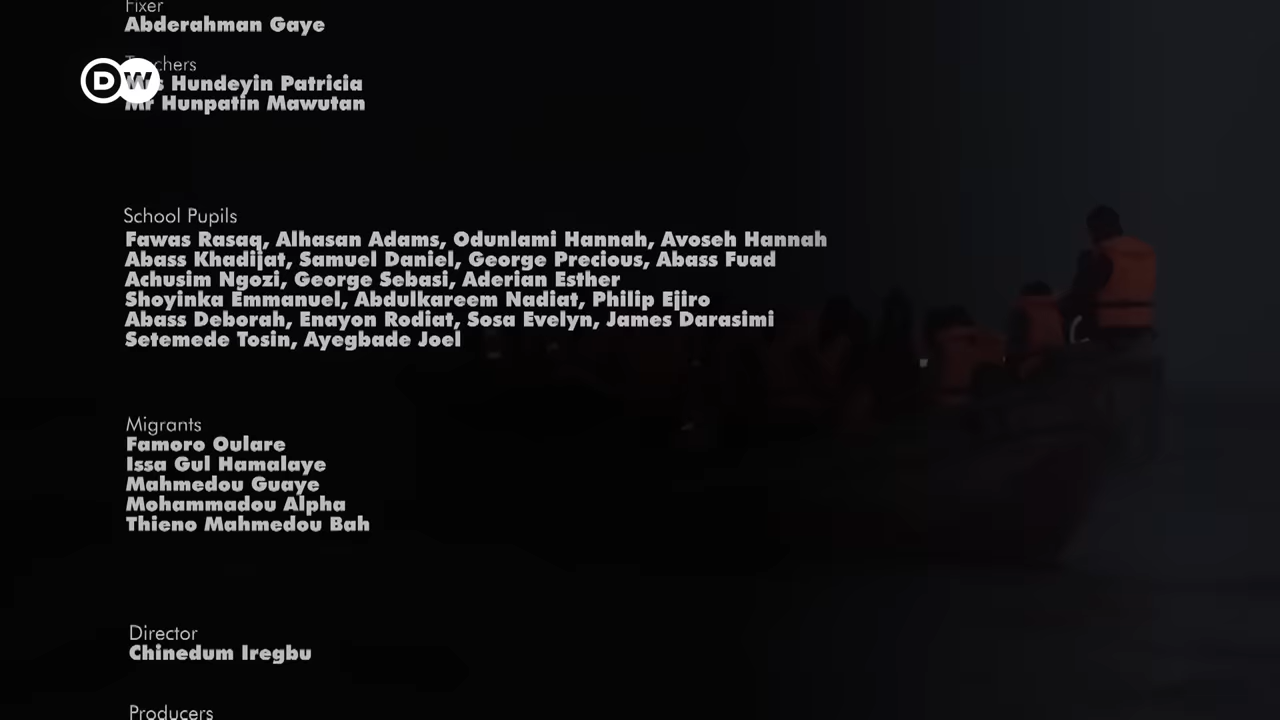 Fixer
Abderahman Gaye
DW
Teachers
Mrs Hundeyin Patricia
Mr Hunpatin Mawutan
School Pupils
Fawas Rasaq, Alhasan Adams, Odunlami Hannah, Avoseh Hannah
Abass Khadijat, Samuel Daniel, George Precious, Abass Fuad
Achusim Ngozi, George Sebasi, Aderian Esther
Shoyinka Emmanuel, Abdulkareem Nadiat, Philip Ejiro
Abass Deborah, Enayon Rodiat, Sosa Evelyn, James Darasimi
Setemede Tosin, Ayegbade Joel
Migrants
Famoro Oulare
Issa Gul Hamalaye
Mahmedou Guaye
Mohammadou Alpha
Thieno Mahmedou Bah
Director
Chinedum Iregbu
Producers